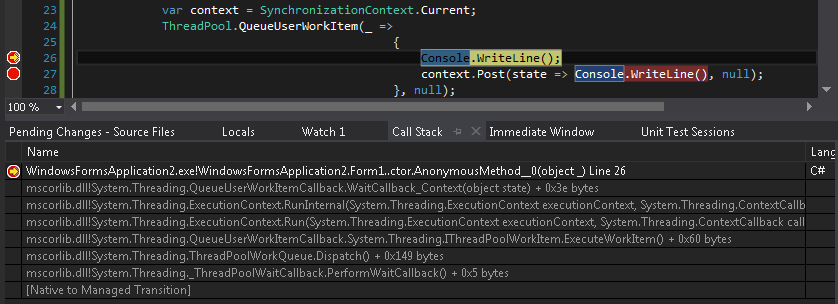 23 var context = SynchronizationContext.Current;
24 ThreadPool.QueueUserWorkItem(_ =>
25 {
26 Console.WriteLine();
27 context.Post(state => Console.WriteLine(), null);
28 }, null);
100 %
Pending Changes - Source Files Locals Watch 1 Call Stack Immediate Window Unit Test Sessions
Name Lang
WindowsFormsApplication2.exe!WindowsFormsApplication2.Form1..ctor.AnonymousMethod__0(object _) Line 26 C#
mscorlib.dll!System.Threading.QueueUserWorkItemCallback.WaitCallback_Context(object state) + 0x3e bytes
mscorlib.dll!System.Threading.ExecutionContext.RunInternal(System.Threading.ExecutionContext executionContext, System.Threading.ContextCallb
mscorlib.dll!System.Threading.ExecutionContext.Run(System.Threading.ExecutionContext executionContext, System.Threading.ContextCallback call
mscorlib.dll!System.Threading.QueueUserWorkItemCallback.System.Threading.IThreadPoolWorkItem.ExecuteWorkItem() + 0x60 bytes
mscorlib.dll!System.Threading.ThreadPoolWorkQueue.Dispatch() + 0x149 bytes
mscorlib.dll!System.Threading._ThreadPoolWaitCallback.PerformWaitCallback() + 0x5 bytes
[Native to Managed Transition]